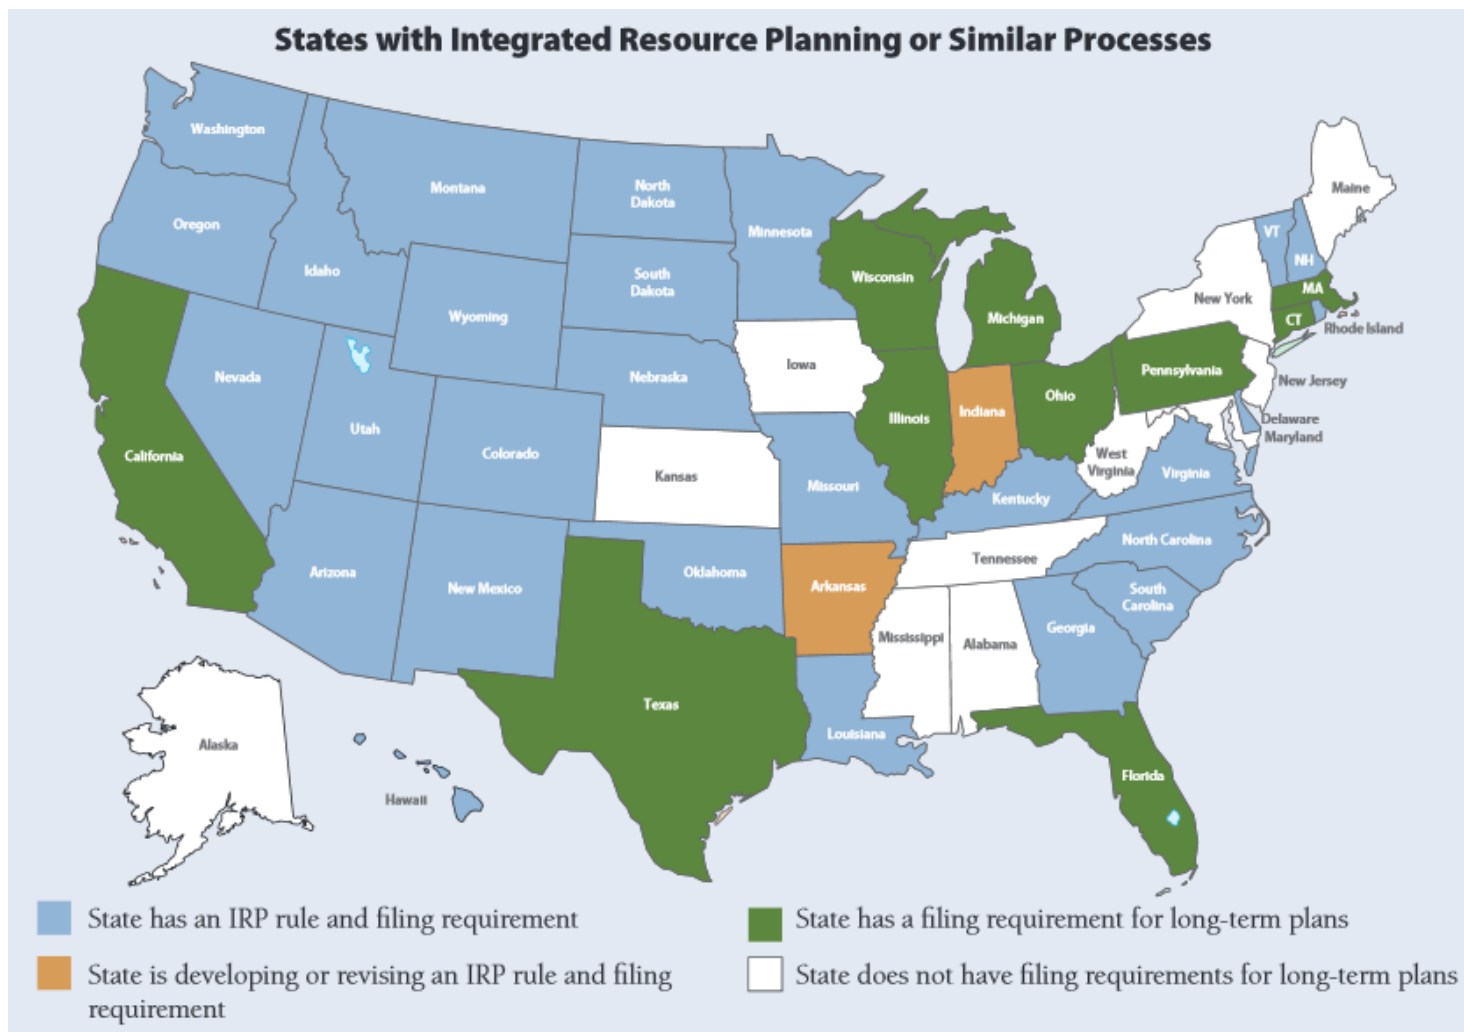 States with Integrated Resource Planning or Similar Processes
Washington
Montana
North
Dakota
Minnesota
Maine
Oregon
Idaho
South
Dakota
Wisconsin
VT
NH
Wyoming
Michigan
New York
MA
CT
Rhode Island
Nevada
Nebraska
Iowa
Pennsylvania
New Jersey
Utah
Colorado
Illinois
Indiana
Ohio
Delaware
Maryland
California
Kansas
Missouri
West
Virginia
Virginia
Kentucky
Arizona
New Mexico
Oklahoma
Arkansas
Tennessee
North Carolina
South
Carolina
Mississippi
Alabama
Georgia
Texas
Louisiana
Alaska
Hawaii
Florida
State has an IRP rule and filing requirement
State is developing or revising an IRP rule and filing
requirement
State has a filing requirement for long-term plans
State does not have filing requirements for long-term plans